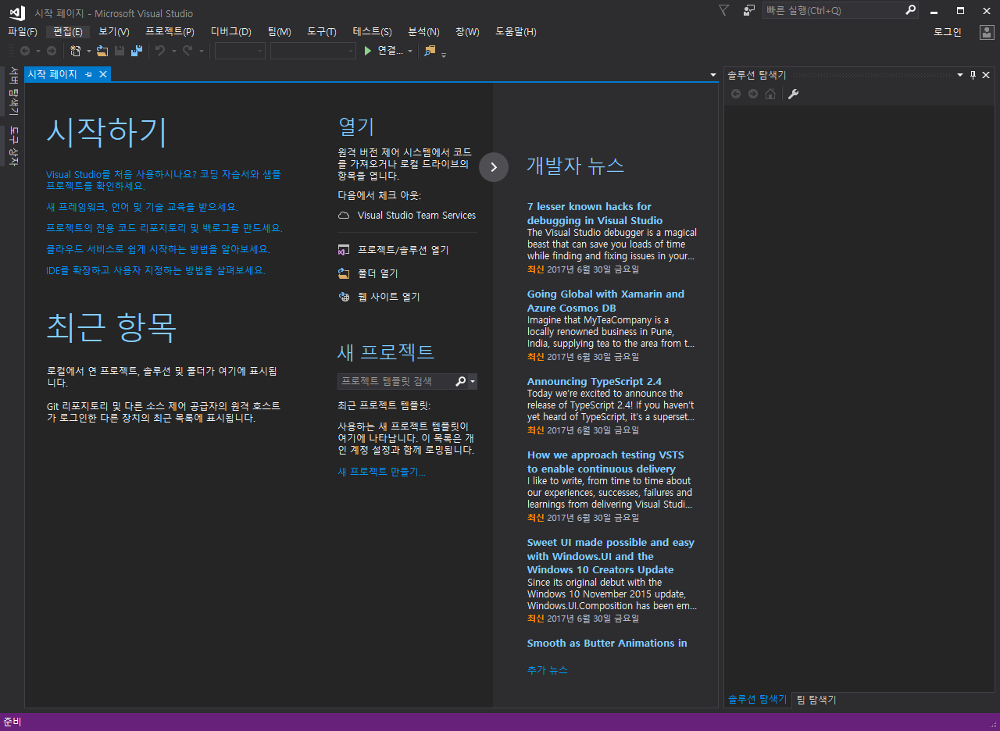 시작 페이지 - Microsoft Visual Studio
빠른 실행(Ctrl+Q)
파일(F) 편집(E) 보기(V) 프로젝트(P) 디버그(D) 팀(M) 도구(T) 테스트(S) 분석(N) 창(W) 도움말(H)
로그인
연결...
서버 탐색기
도구 상자
시작 페이지
시작하기
Visual Studio를 처음 사용하시나요? 코딩 자습서와 샘플
프로젝트를 확인하세요.
새 프레임워크, 언어 및 기술 교육을 받으세요.
프로젝트의 전용 코드 리포지토리 및 백로그를 만드세요.
클라우드 서비스로 쉽게 시작하는 방법을 알아보세요.
IDE를 확장하고 사용자 지정하는 방법을 살펴보세요.
최근 항목
로컬에서 연 프로젝트, 솔루션 및 폴더가 여기에 표시됩
니다.
Git 리포지토리 및 다른 소스 제어 공급자의 원격 호스트
가 로그인한 다른 장치의 최근 목록에 표시됩니다.
열기
원격 버전 제어 시스템에서 코드
를 가져오거나 로컬 드라이브의
항목을 엽니다.
다음에서 체크 아웃:
Visual Studio Team Services
프로젝트/솔루션 열기
폴더 열기
웹 사이트 열기
새 프로젝트
프로젝트 템플릿 검색
최근 프로젝트 템플릿:
사용하는 새 프로젝트 템플릿이
여기에 나타납니다. 이 목록은 개
인 계정 설정과 함께 로밍됩니다.
새 프로젝트 만들기...
개발자 뉴스
7 lesser known hacks for
debugging in Visual Studio
The Visual Studio debugger is a magical
beast that can save you loads of time
while finding and fixing issues in your...
최신 2017년 6월 30일 금요일
Going Global with Xamarin and
Azure Cosmos DB
Imagine that MyTeaCompany is a
locally renowned business in Pune,
India, supplying tea to the area from t...
최신 2017년 6월 30일 금요일
Announcing TypeScript 2.4
Today we're excited to announce the
release of TypeScript 2.4! If you haven't
yet heard of TypeScript, it's a superset...
최신 2017년 6월 30일 금요일
How we approach testing VSTS
to enable continuous delivery
I like to write, from time to time about
our experiences, successes, failures and
learnings from delivering Visual Studi...
최신 2017년 6월 30일 금요일
Sweet UI made possible and easy
with Windows.UI and the
Windows 10 Creators Update
Since its original debut with the
Windows 10 November 2015 update,
Windows.UI.Composition has been em...
최신 2017년 6월 30일 금요일
Smooth as Butter Animations in
추가 뉴스
솔루션 탐색기
솔루션 탐색기 팀 탐색기
준비